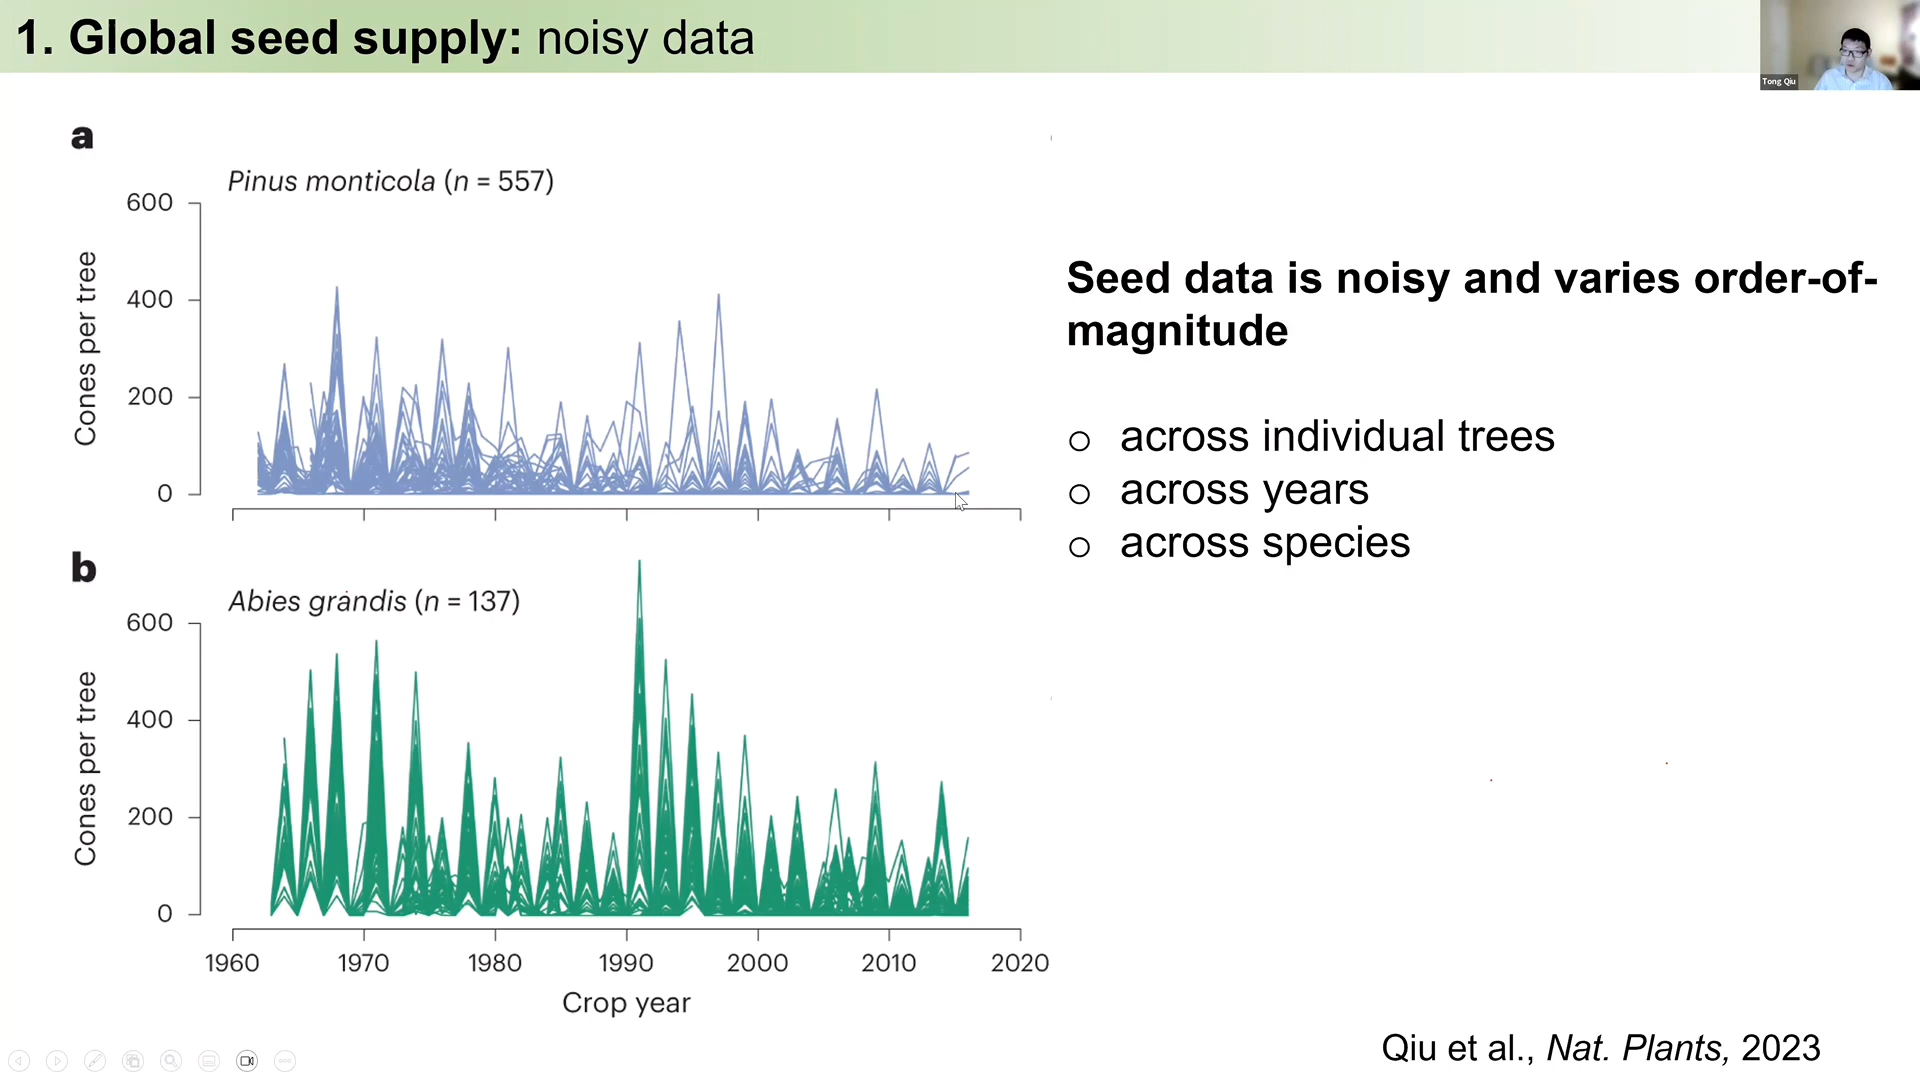 1. Global seed supply: noisy data
Tong Qiu
a
Pinus monticola (n = 557)
600
400
200
0
Cones per tree
b
Abies grandis (n = 137)
600
400
200
0
Cones per tree
1960 1970 1980 1990 2000 2010 2020
Crop year
Seed data is noisy and varies order-of-
magnitude
o across individual trees
o across years
o across species
Qiu et al., Nat. Plants, 2023